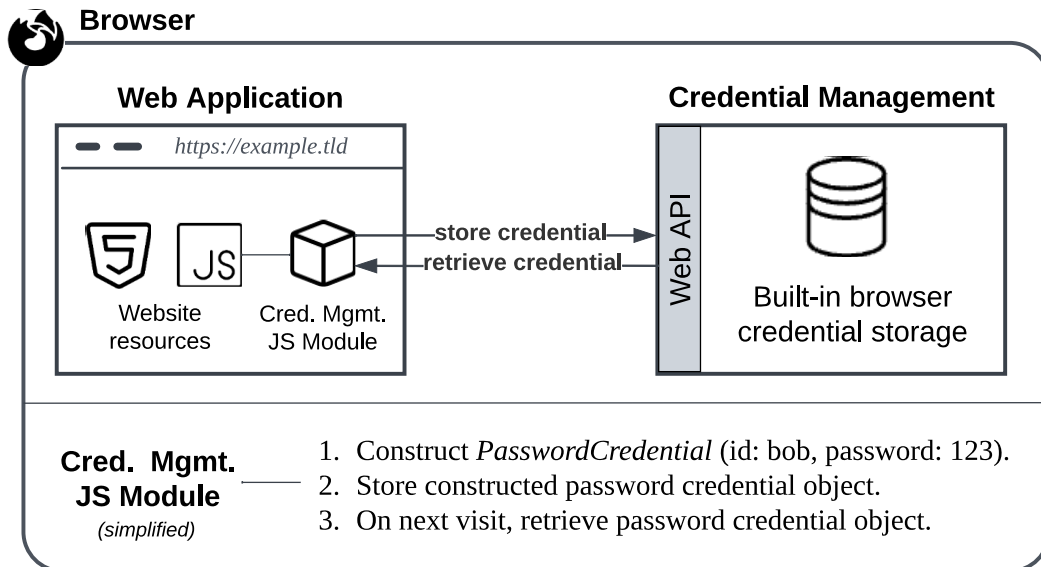 Browser
Web Application
Credential Management
https://example.tld
JS
5
Website
resources
Cred. Mgmt.
JS Module
store credential
retrieve credential
Web API
Built-in browser
credential storage
Cred. Mgmt.
JS Module
(simplified)
1. Construct PasswordCredential (id: bob, password: 123).
2. Store constructed password credential object.
3. On next visit, retrieve password credential object.